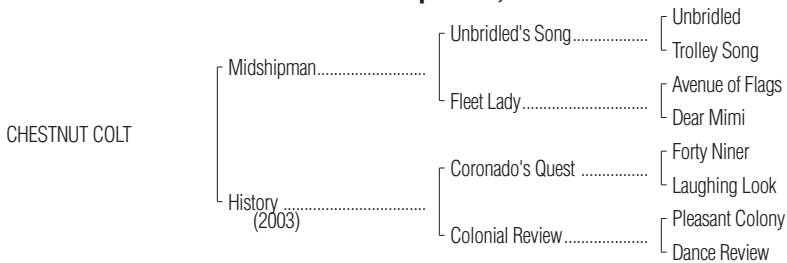 Unbridled
Unbridled's Song.................
Trolley Song
Midshipman..........................
Avenue of Flags
Fleet Lady............................
Dear Mimi
CHESTNUT COLT
Forty Niner
Coronado's Quest ...............
Laughing Look
History ..................................
(2003)
Pleasant Colony
Colonial Review...................
Dance Review